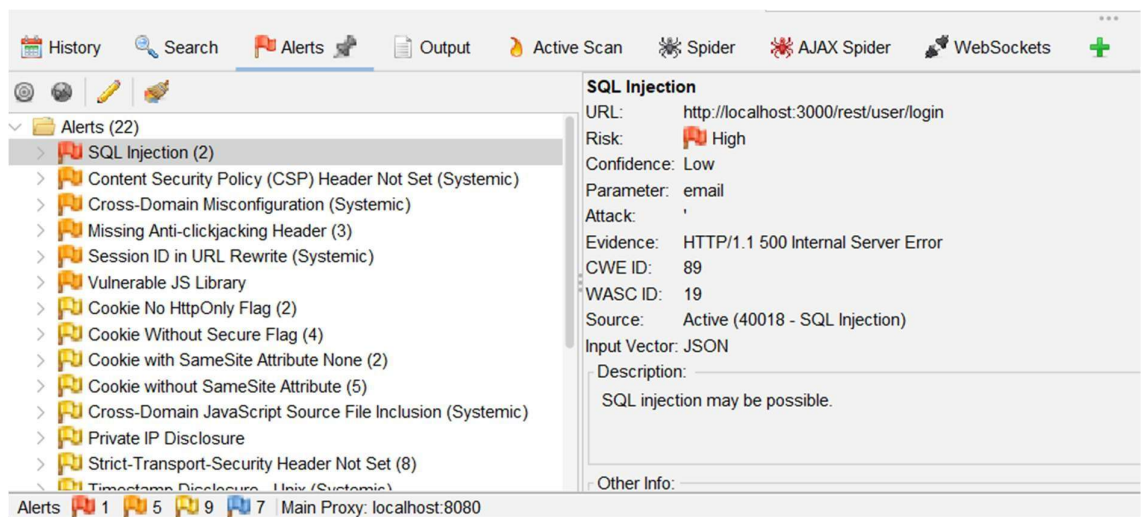 History Search Alerts Output Active Scan Spider AJAX Spider WebSockets
Alerts (22)
SQL Injection (2)
Content Security Policy (CSP) Header Not Set (Systemic)
Cross-Domain Misconfiguration (Systemic)
Missing Anti-clickjacking Header (3)
Session ID in URL Rewrite (Systemic)
Vulnerable JS Library
Cookie No HttpOnly Flag (2)
Cookie Without Secure Flag (4)
Cookie with SameSite Attribute None (2)
Cookie without SameSite Attribute (5)
Cross-Domain JavaScript Source File Inclusion (Systemic)
Private IP Disclosure
Strict-Transport-Security Header Not Set (8)
Timestamp Disclosure - Unix (Systemic)
SQL Injection
URL: http://localhost:3000/rest/user/login
Risk: High
Confidence: Low
Parameter: email
Attack: '
Evidence: HTTP/1.1 500 Internal Server Error
CWE ID: 89
WASC ID: 19
Source: Active (40018 - SQL Injection)
Input Vector: JSON
Description:
SQL injection may be possible.
Other Info:
Alerts 1 5 9 7 Main Proxy: localhost:8080